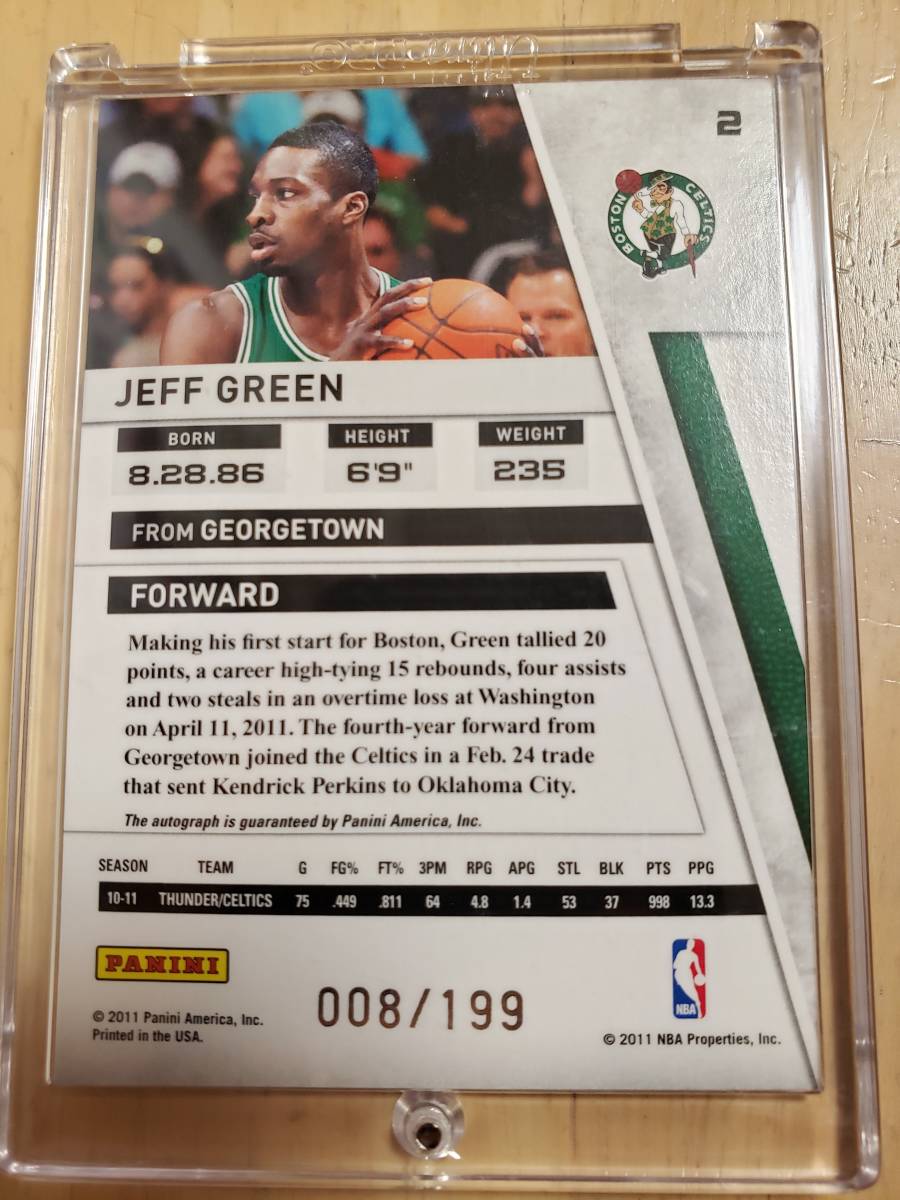 Ultra PRO®
2
BOSTON CELTICS
JEFF GREEN
BORN HEIGHT WEIGHT
8.28.86 6'9" 235
FROM GEORGETOWN
FORWARD
Making his first start for Boston, Green tallied 20
points, a career high-tying 15 rebounds, four assists
and two steals in an overtime loss at Washington
on April 11, 2011. The fourth-year forward from
Georgetown joined the Celtics in a Feb. 24 trade
that sent Kendrick Perkins to Oklahoma City.
The autograph is guaranteed by Panini America, Inc.
SEASON TEAM G FG% FT% 3PM RPG APG STL BLK PTS PPG
10-11 THUNDER/CELTICS 75 .449 .811 64 4.8 1.4 53 37 998 13.3
PANINI
NBA
© 2011 Panini America, Inc.
Printed in the USA.
008/199
© 2011 NBA Properties, Inc.